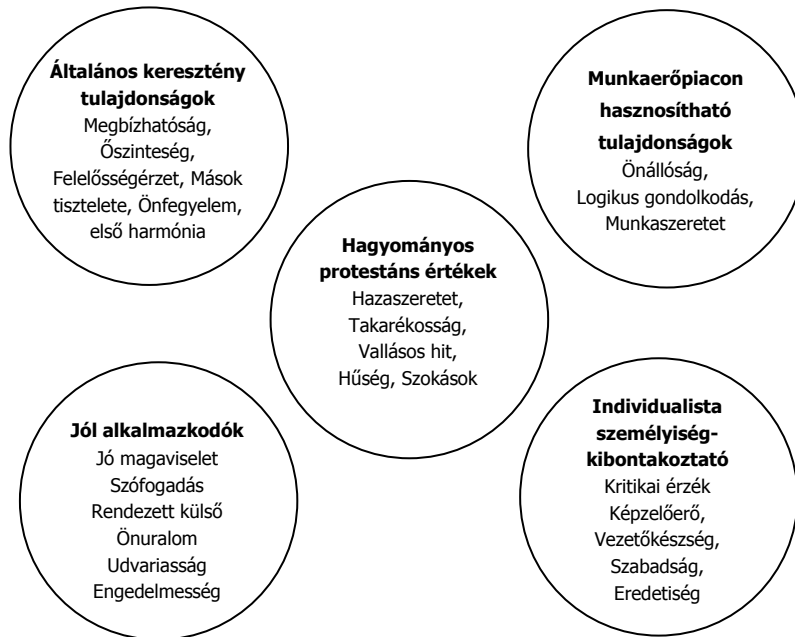 Általános keresztény
tulajdonságok
Megbízhatóság,
Őszinteség,
Felelősségérzet, Mások
tisztelete, Önfegyelem,
első harmónia
Munkaerőpiacon
hasznosítható
tulajdonságok
Önállóság,
Logikus gondolkodás,
Munkaszeretet
Hagyományos
protestáns értékek
Hazaszeretet,
Takarékosság,
Vallásos hit,
Hűség, Szokások
Jól alkalmazkodók
Jó magaviselet
Szófogadás
Rendezett külső
Önuralom
Udvariasság
Engedelmesség
Individualista
személyiség-
kibontakoztató
Kritikai érzék
Képzelőerő,
Vezetőkészség,
Szabadság,
Eredetiség